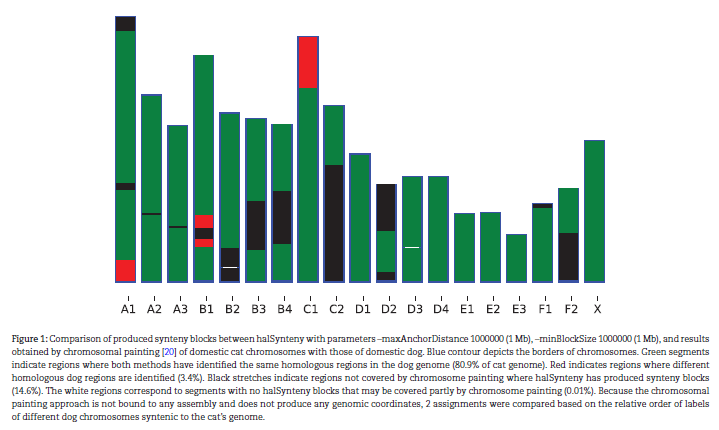 A1 A2 A3 B1 B2 B3 B4 C1 C2 D1 D2 D3 D4 E1 E2 E3 F1 F2 X
Figure 1: Comparison of produced synteny blocks between halSynteny with parameters –maxAnchorDistance 1000000 (1 Mb), –minBlockSize 1000000 (1 Mb), and results
obtained by chromosomal painting [20] of domestic cat chromosomes with those of domestic dog. Blue contour depicts the borders of chromosomes. Green segments
indicate regions where both methods have identified the same homologous regions in the dog genome (80.9% of cat genome). Red indicates regions where different
homologous dog regions are identified (3.4%). Black stretches indicate regions not covered by chromosome painting where halSynteny has produced synteny blocks
(14.6%). The white regions correspond to segments with no halSynteny blocks that may be covered partly by chromosome painting (0.01%). Because the chromosomal
painting approach is not bound to any assembly and does not produce any genomic coordinates, 2 assignments were compared based on the relative order of labels
of different dog chromosomes syntenic to the cat's genome.